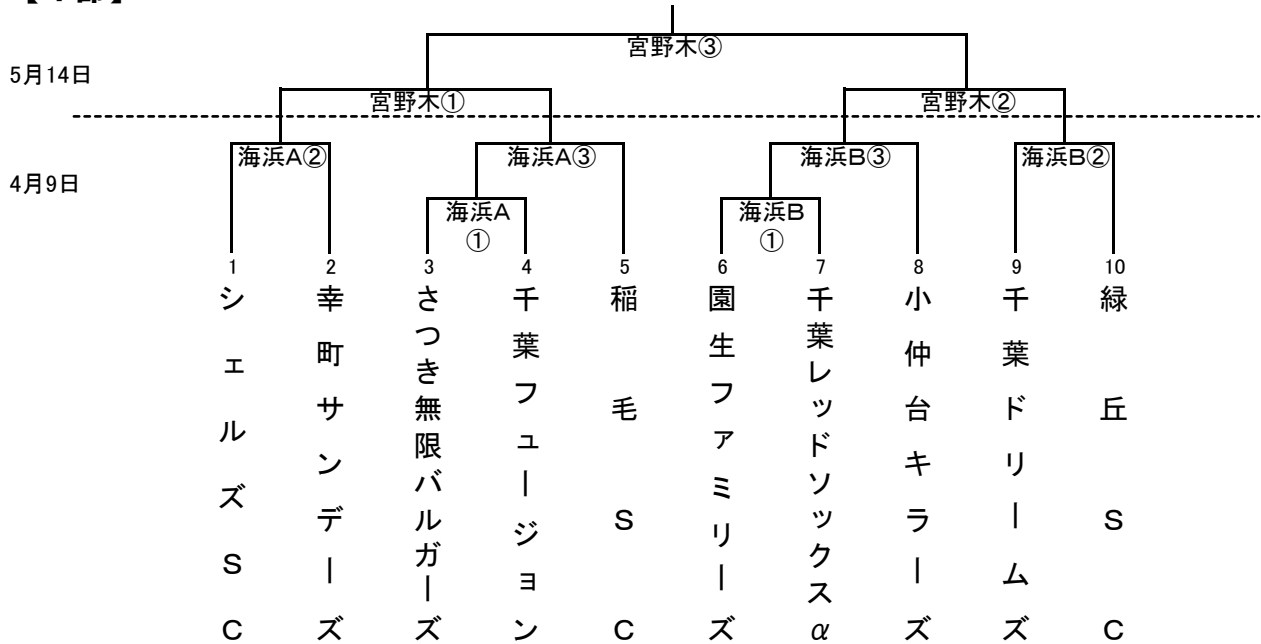 宮野木③
5月14日
宮野木①
宮野木②
海浜A②
海浜A③
海浜B③
海浜B②
4月9日
海浜A
①
海浜B
①
1
2
3
4
5
6
7
8
9
10
シェルズSC
幸町サンデーズ
さつき無限バルガーズ
千葉フュージョン
稲毛SC
園生ファミリーズ
千葉レッドソックスα
小仲台キラーズ
千葉ドリームズ
緑丘SC